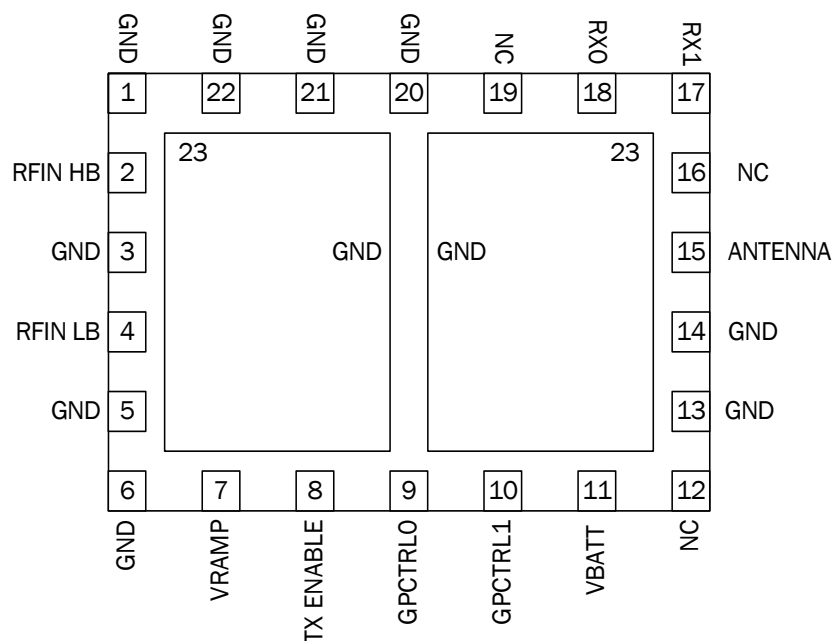 GND GND GND GND NC RX0 RX1
1 22 21 20 19 18 17
23 23
RFIN HB 2 16 NC
GND 3 GND GND 15 ANTENNA
RFIN LB 4 14 GND
GND 5 13 GND
6 7 8 9 10 11 12
GND VRAMP TX ENABLE GPCTRL0 GPCTRL1 VBATT NC